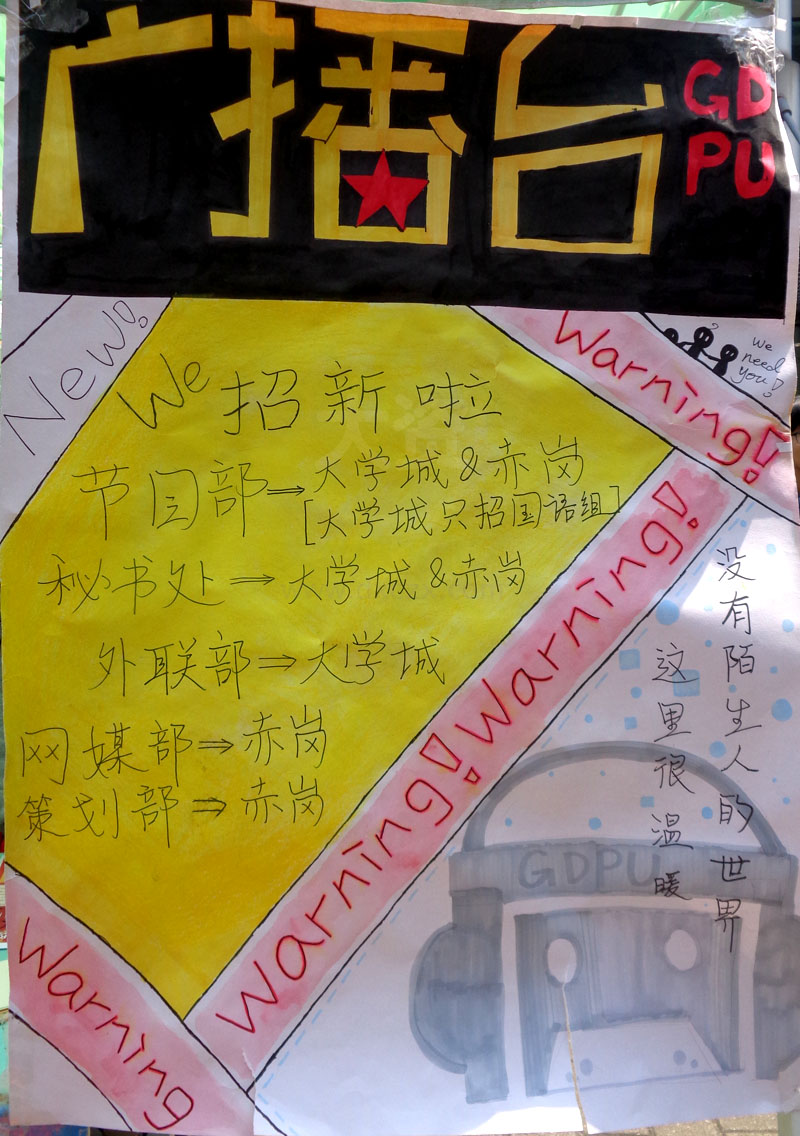 广播台
GD
PU
New!
We 招新啦
节目部⇒大学城&赤岗
[大学城只招国语组]
秘书处⇒大学城&赤岗
外联部⇒大学城
网媒部⇒赤岗
策划部⇒赤岗
Warning!
we
need
you!
Warning! Warning!
Warning
没有陌生人的世界
这里很温暖
GDPU